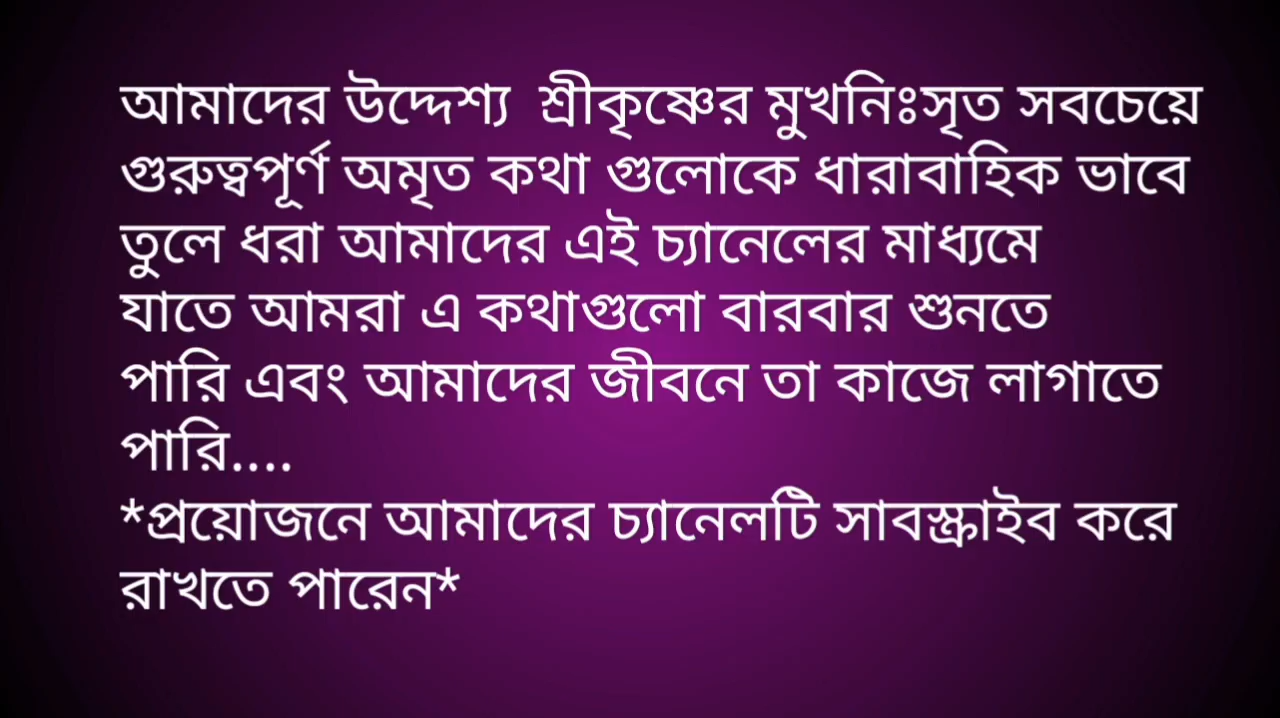 আমাদের উদ্দেশ্য  শ্রীকৃষ্ণের মুখনিঃসৃত সবচেয়ে
গুরুত্বপূর্ণ অমৃত কথা গুলোকে ধারাবাহিক ভাবে
তুলে ধরা আমাদের এই চ্যানেলের মাধ্যমে
যাতে আমরা এ কথাগুলো বারবার শুনতে
পারি এবং আমাদের জীবনে তা কাজে লাগাতে
পারি....
*প্রয়োজনে আমাদের চ্যানেলটি সাবস্ক্রাইব করে
রাখতে পারেন*